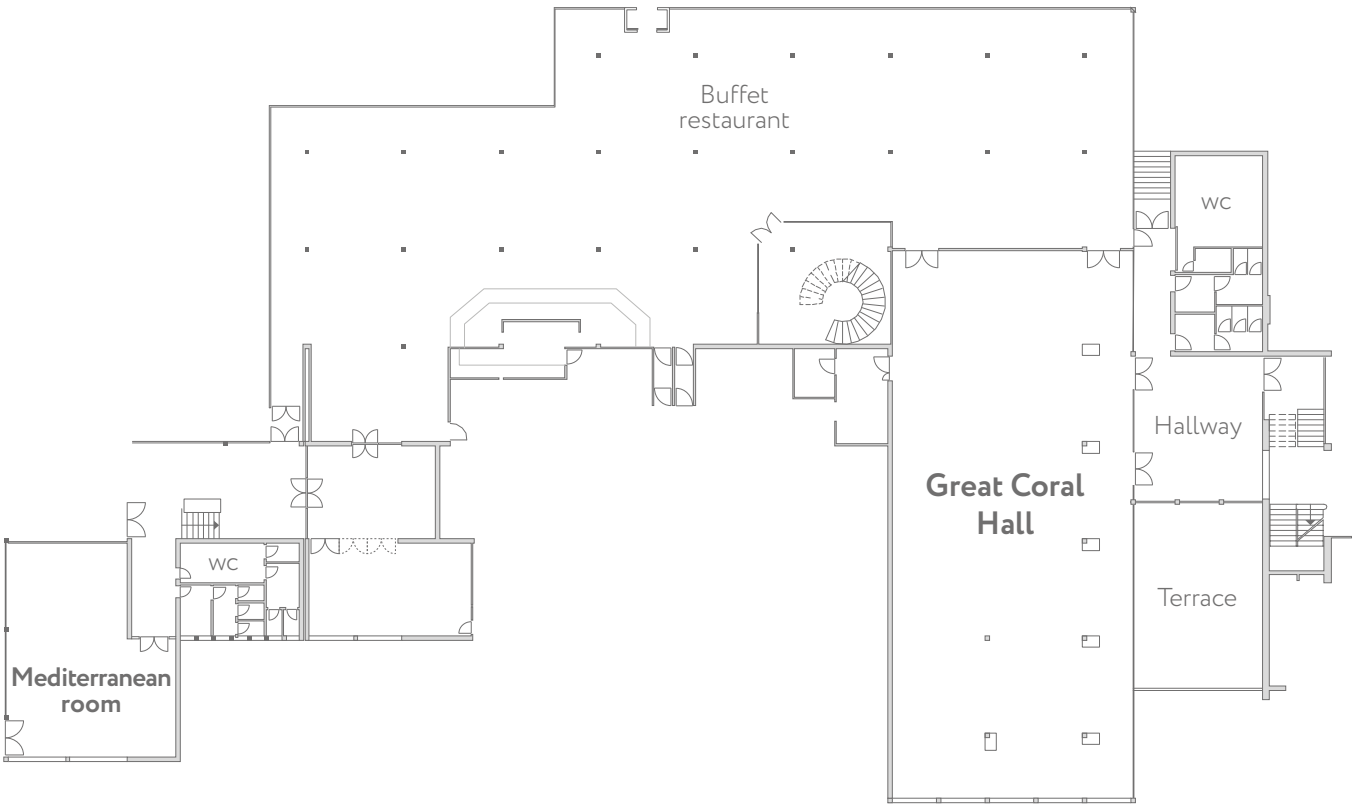 Buffet
restaurant
WC
Hallway
Great Coral
Hall
WC
Terrace
Mediterranean
room